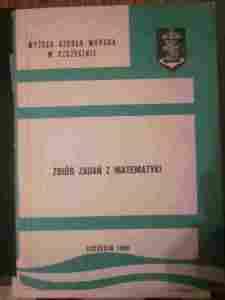 WYŻSZA SZKOŁA MORSKA
W SZCZECINIE
ZBIÓR ZADAŃ Z MATEMATYKI
SZCZECIN